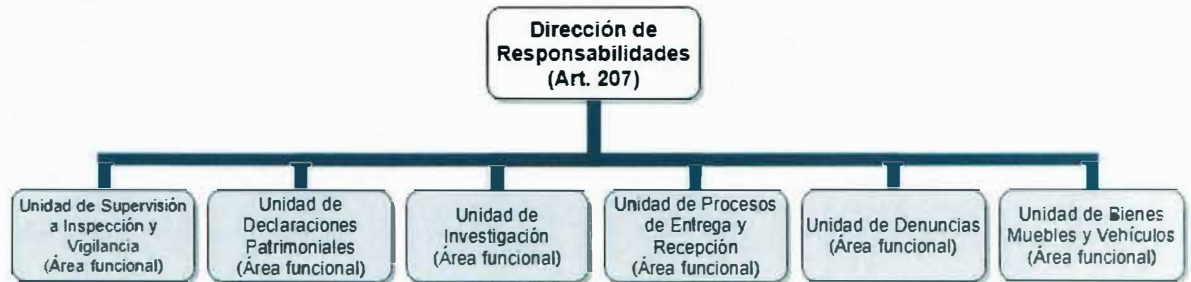 Dirección de
Responsabilidades
(Art. 207)
Unidad de Supervisión
a Inspección y
Vigilancia
(Área funcional)
Unidad de
Declaraciones
Patrimoniales
(Área funcional)
Unidad de
Investigación
(Área funcional)
Unidad de Procesos
de Entrega y
Recepción
(Área funcional)
Unidad de Denuncias
(Área funcional)
Unidad de Bienes
Muebles y Vehículos
(Área funcional)